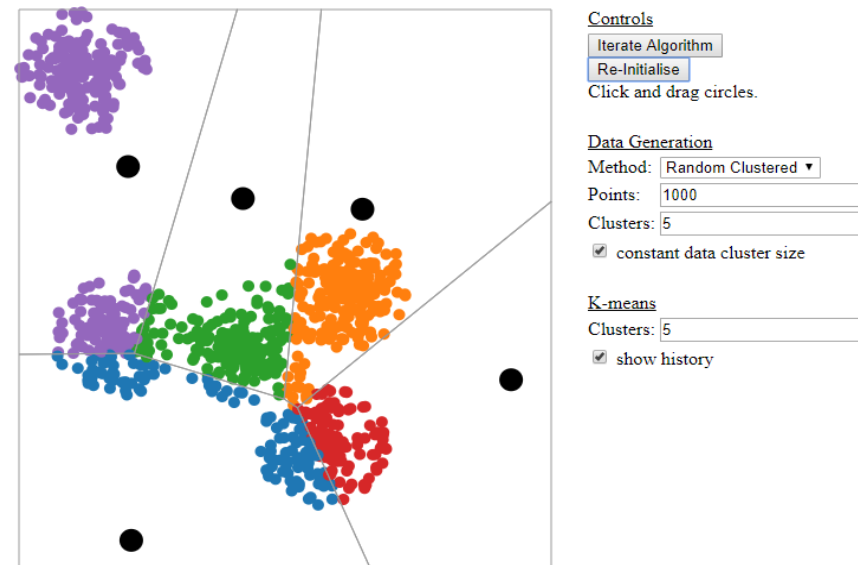 Controls
Iterate Algorithm
Re-Initialise
Click and drag circles.
Data Generation
Method: Random Clustered ▼
Points: 1000
Clusters: 5
constant data cluster size
K-means
Clusters: 5
show history